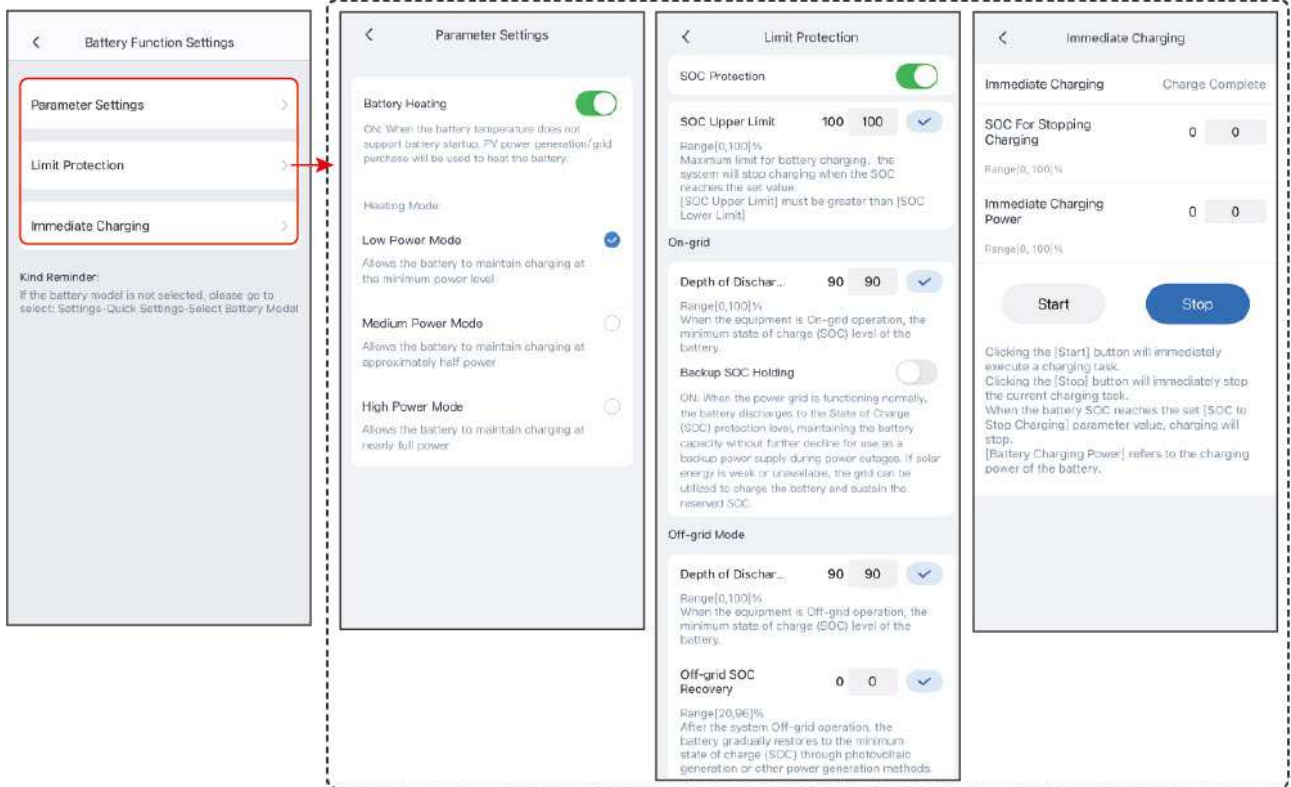 Battery Function Settings
Parameter Settings
Limit Protection
Immediate Charging
Kind Reminder:
If the battery model is not selected, please go to
select: Settings-Quick Settings-Select Battery Model
Parameter Settings
Battery Heating
ON: When the battery temperature does not
support battery startup, PV power generation/grid
purchase will be used to heat the battery.
Heating Mode:
Low Power Mode
Allows the battery to maintain charging at
the minimum power level
Medium Power Mode
Allows the battery to maintain charging at
approximately half power
High Power Mode
Allows the battery to maintain charging at
nearly full power
Limit Protection
SOC Protection
SOC Upper Limit 100 100
Range[0,100]%
Maximum limit for battery charging, the
system will stop charging when the SOC
reaches the set value.
[SOC Upper Limit] must be greater than [SOC
Lower Limit]
On-grid
Depth of Dischar... 90 90
Range[0,100]%
When the equipment is On-grid operation, the
minimum state of charge (SOC) level of the
battery.
Backup SOC Holding
ON: When the power grid is functioning normally,
the battery discharges to the State of Charge
(SOC) protection level, maintaining the battery
capacity without further decline for use as a
backup power supply during power outages. If solar
energy is weak or unavailable, the grid can be
utilized to charge the battery and sustain the
reserved SOC.
Off-grid Mode
Depth of Dischar... 90 90
Range[0,100]%
When the equipment is Off-grid operation, the
minimum state of charge (SOC) level of the
battery.
Off-grid SOC
Recovery 0 0
Range[20,96]%
After the system Off-grid operation, the
battery gradually restores to the minimum
state of charge (SOC) through photovoltaic
generation or other power generation methods.
Immediate Charging
Immediate Charging Charge Complete
SOC For Stopping
Charging 0 0
Range[0, 100]%
Immediate Charging
Power 0 0
Range[0, 100]%
Start Stop
Clicking the [Start] button will immediately
execute a charging task.
Clicking the [Stop] button will immediately stop
the current charging task.
When the battery SOC reaches the set [SOC to
Stop Charging] parameter value, charging will
stop.
[Battery Charging Power] refers to the charging
power of the battery.